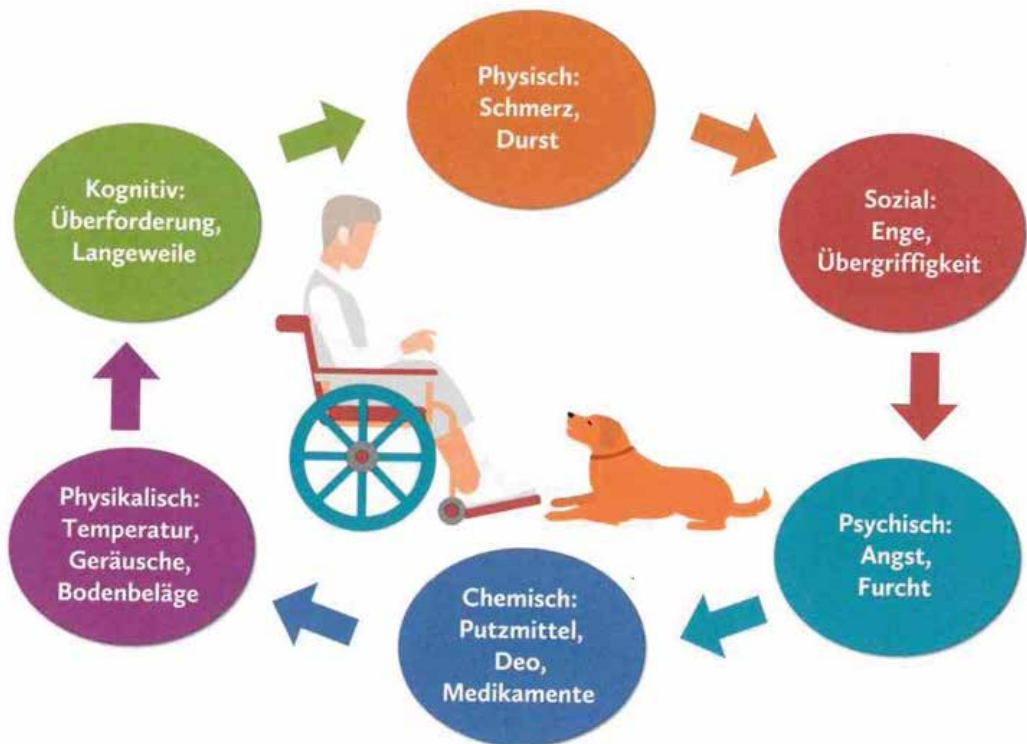 Physisch:
Schmerz,
Durst
Sozial:
Enge,
Übergriffigkeit
Psychisch:
Angst,
Furcht
Chemisch:
Putzmittel,
Deo,
Medikamente
Physikalisch:
Temperatur,
Geräusche,
Bodenbeläge
Kognitiv:
Überforderung,
Langeweile